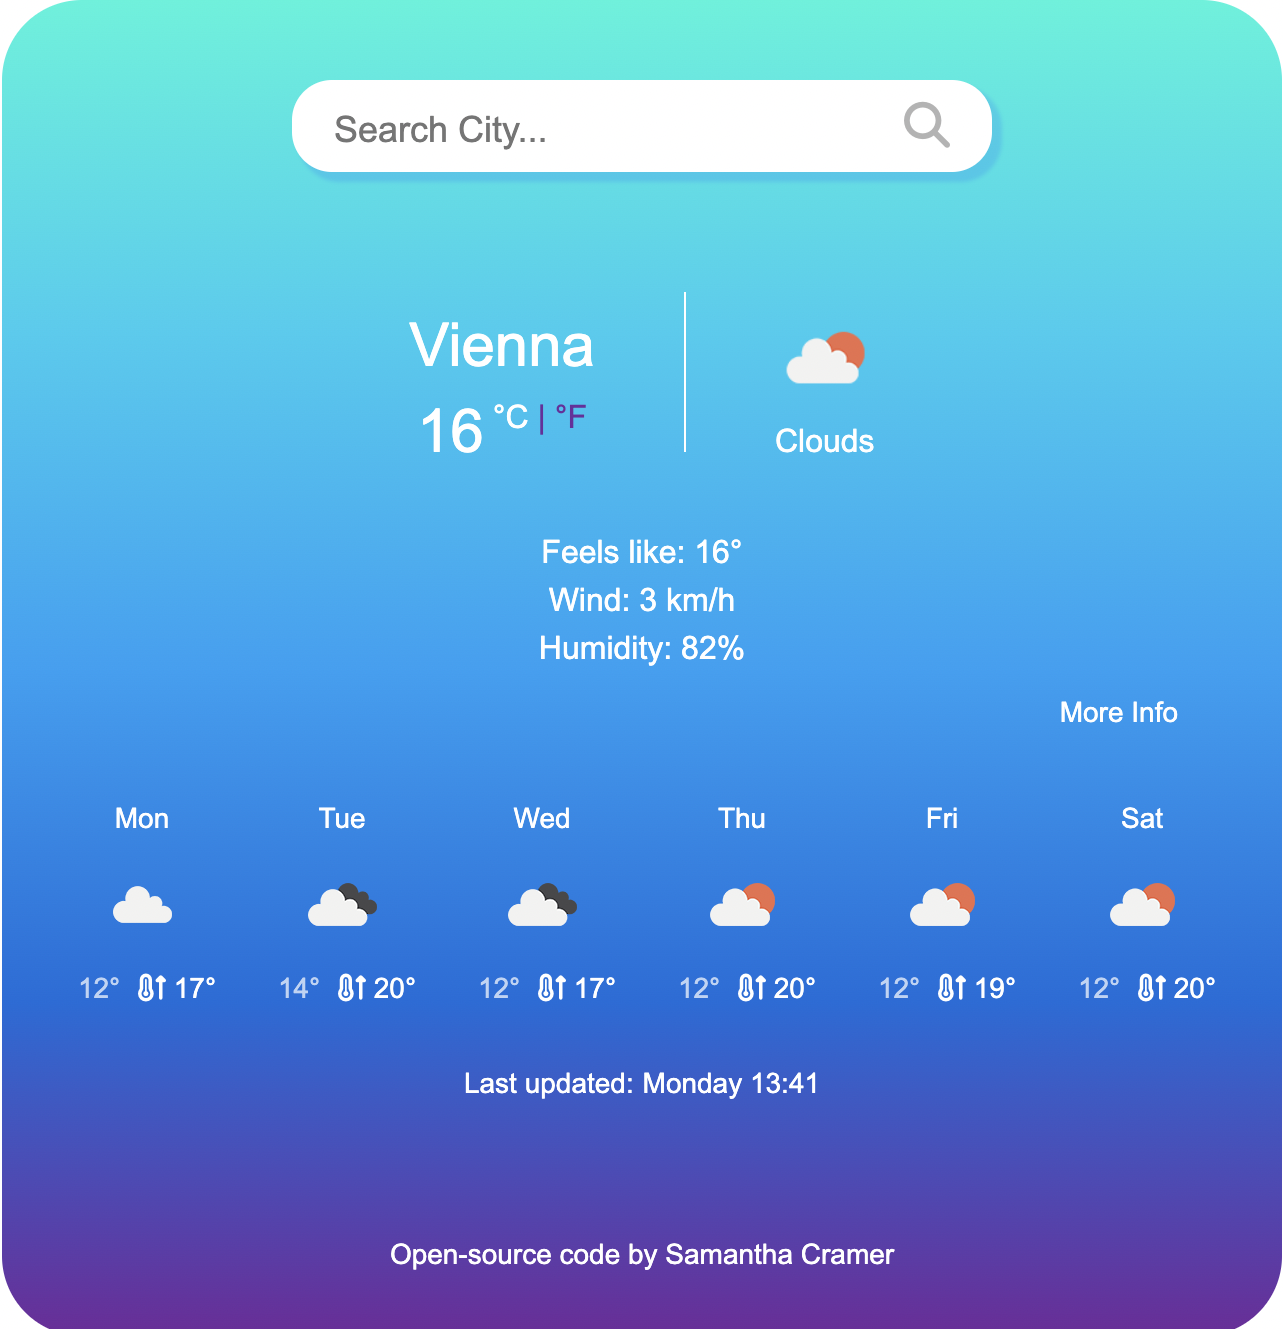 Search City...
Vienna
16 °C | °F
Clouds
Feels like: 16°
Wind: 3 km/h
Humidity: 82%
More Info
Mon Tue Wed Thu Fri Sat
12° 17° 14° 20° 12° 17° 12° 20° 12° 19° 12° 20°
Last updated: Monday 13:41
Open-source code by Samantha Cramer